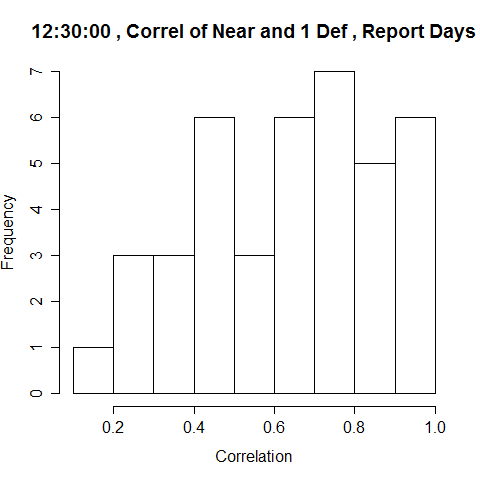 12:30:00 , Correl of Near and 1 Def , Report Days
Frequency
7
6
5
4
3
2
1
0
0.2 0.4 0.6 0.8 1.0
Correlation